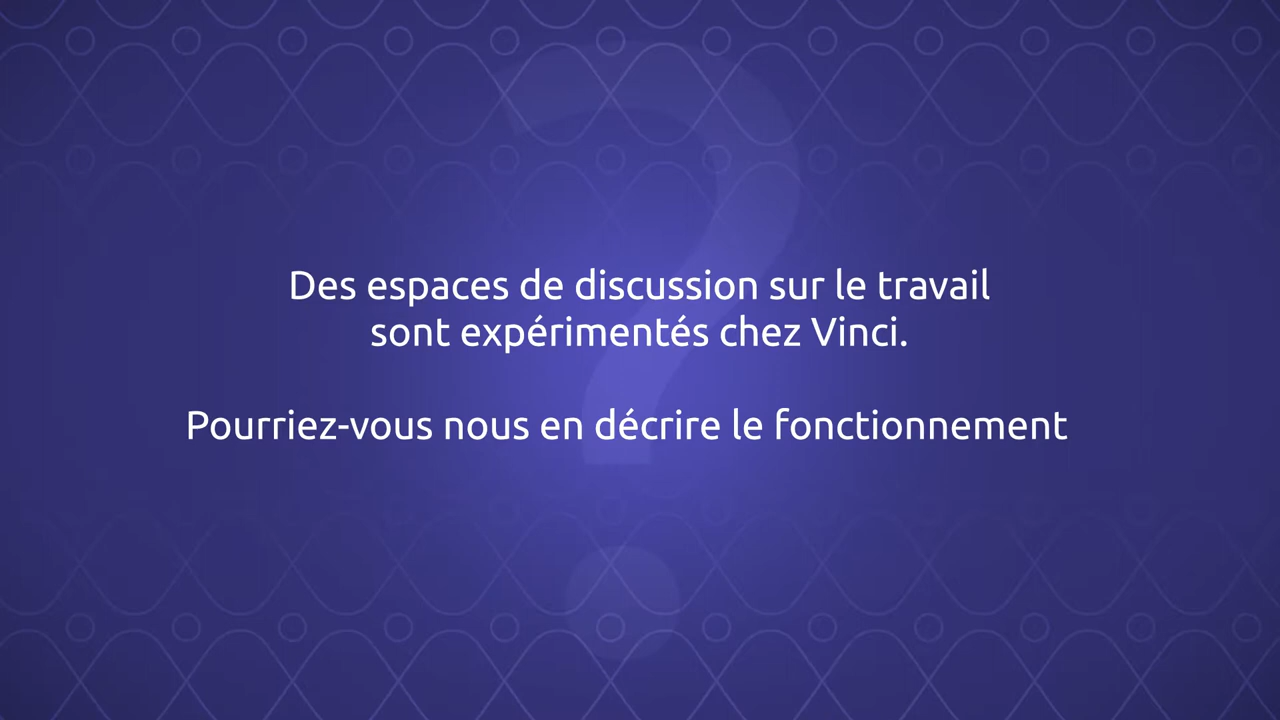 Des espaces de discussion sur le travail
sont expérimentés chez Vinci.
Pourriez-vous nous en décrire le fonctionnement
?